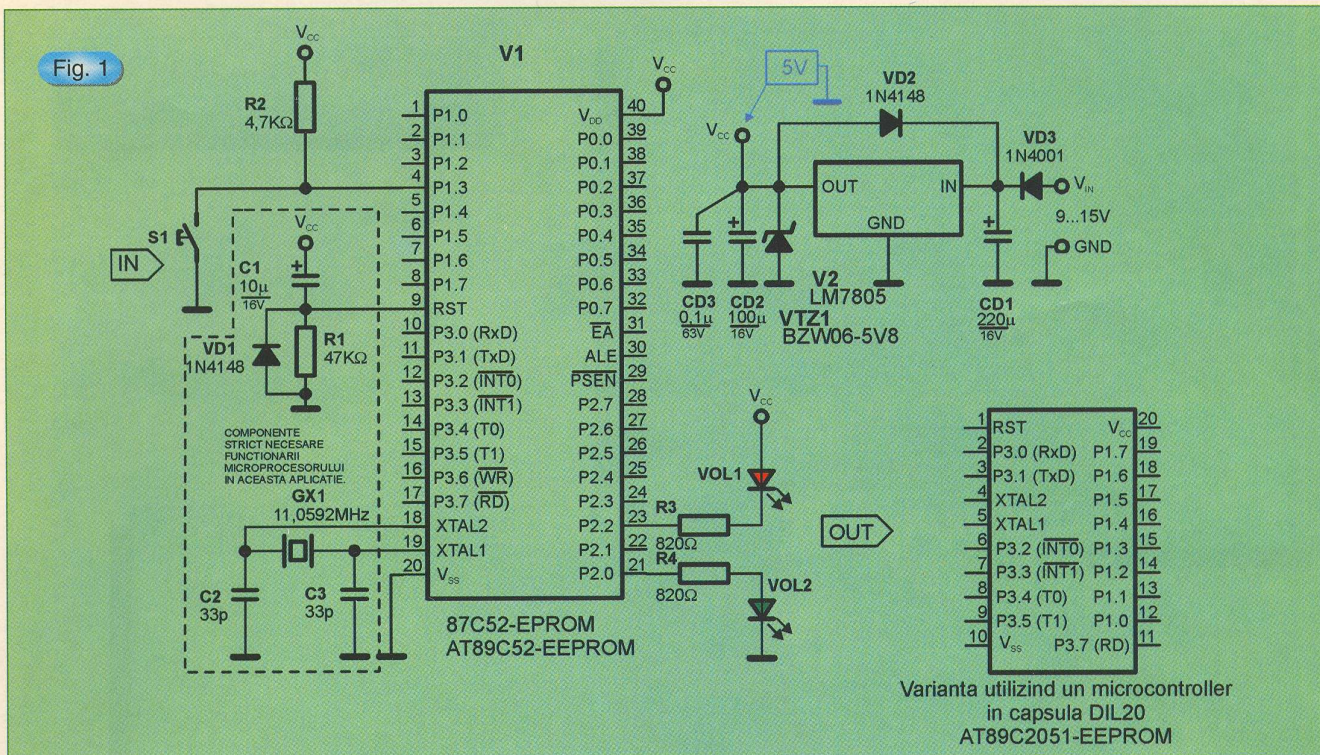 Fig. 1
V_CC
R2
4,7KΩ
S1
IN
V_CC
C1
10µ
16V
VD1
1N4148
R1
47KΩ
COMPONENTE
STRICT NECESARE
FUNCTIONARII
MICROPROCESORULUI
IN ACEASTA APLICATIE.
GX1
11,0592MHz
C2
33p
C3
33p
V1
V_CC
1 P1.0
2 P1.1
3 P1.2
4 P1.3
5 P1.4
6 P1.5
7 P1.6
8 P1.7
9 RST
10 P3.0 (RxD)
11 P3.1 (TxD)
12 P3.2 (INT0)
13 P3.3 (INT1)
14 P3.4 (T0)
15 P3.5 (T1)
16 P3.6 (WR)
17 P3.7 (RD)
18 XTAL2
19 XTAL1
20 V_SS
V_DD 40
P0.0 39
P0.1 38
P0.2 37
P0.3 36
P0.4 35
P0.5 34
P0.6 33
P0.7 32
EA 31
ALE 30
PSEN 29
P2.7 28
P2.6 27
P2.5 26
P2.4 25
P2.3 24
P2.2 23
P2.1 22
P2.0 21
87C52-EPROM
AT89C52-EEPROM
5V
V_CC
VD2
1N4148
VD3
1N4001
V_IN
9...15V
GND
OUT
IN
GND
V2
LM7805
CD3
0,1µ
63V
CD2
100µ
16V
VTZ1
BZW06-5V8
CD1
220µ
16V
V_CC
VOL1
R3
820Ω
R4
820Ω
VOL2
OUT
1 RST
2 P3.0 (RxD)
3 P3.1 (TxD)
4 XTAL2
5 XTAL1
6 P3.2 (INT0)
7 P3.3 (INT1)
8 P3.4 (T0)
9 P3.5 (T1)
10 V_SS
V_CC 20
P1.7 19
P1.6 18
P1.5 17
P1.4 16
P1.3 15
P1.2 14
P1.1 13
P1.0 12
P3.7 (RD) 11
Varianta utilizind un microcontroller
in capsula DIL20
AT89C2051-EEPROM